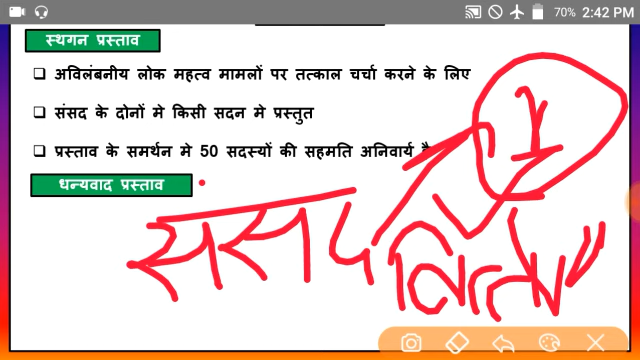 70% 2:42 PM
स्थगन प्रस्ताव
❑ अविलंबनीय लोक महत्व मामलों पर तत्काल चर्चा करने के लिए
❑ संसद के दोनों मे किसी सदन मे प्रस्तुत
❑ प्रस्ताव के समर्थन मे 50 सदस्यों की सहमति अनिवार्य है
धन्यवाद प्रस्ताव
संसद